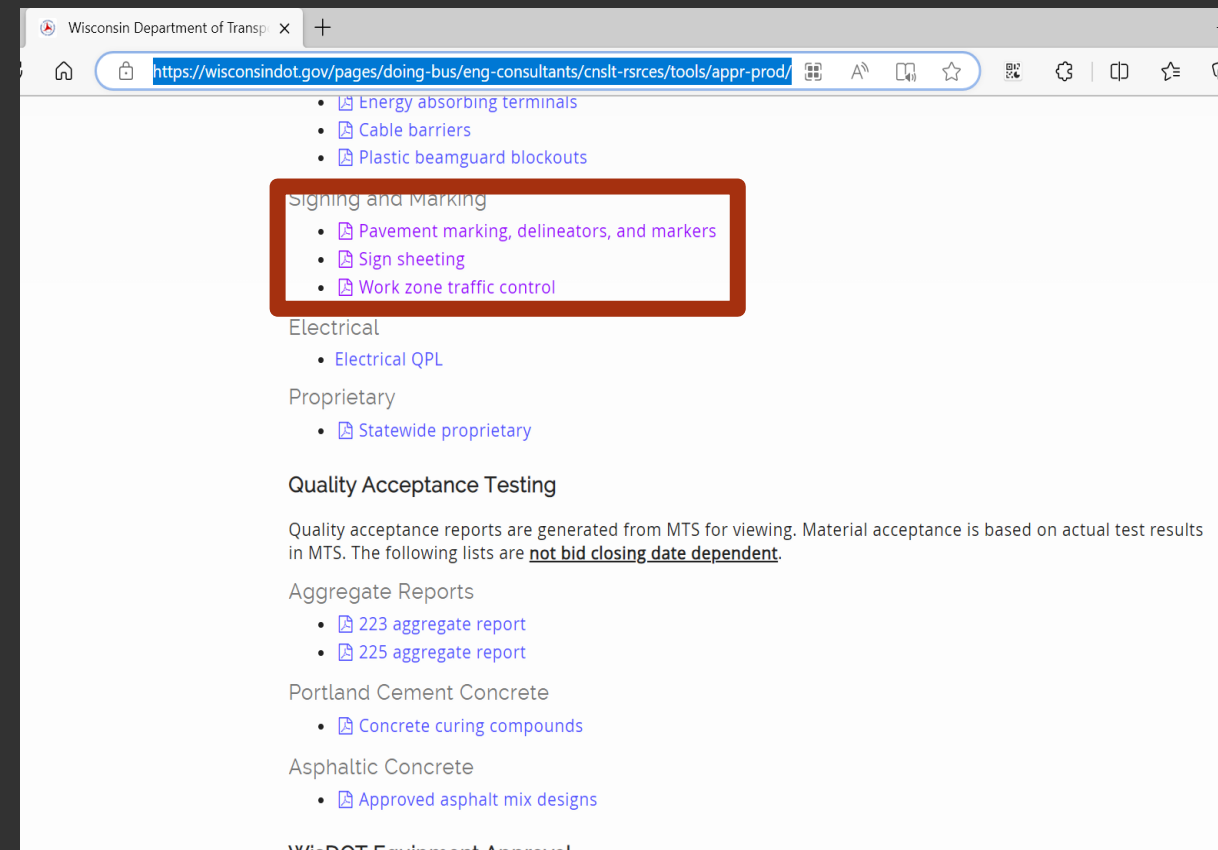 Wisconsin Department of Transp
https://wisconsindot.gov/pages/doing-bus/eng-consultants/cnslt-rsrces/tools/appr-prod/
Energy absorbing terminals
Cable barriers
Plastic beamguard blockouts
Signing and Marking
Pavement marking, delineators, and markers
Sign sheeting
Work zone traffic control
Electrical
Electrical QPL
Proprietary
Statewide proprietary
Quality Acceptance Testing
Quality acceptance reports are generated from MTS for viewing. Material acceptance is based on actual test results
in MTS. The following lists are not bid closing date dependent.
Aggregate Reports
223 aggregate report
225 aggregate report
Portland Cement Concrete
Concrete curing compounds
Asphaltic Concrete
Approved asphalt mix designs
WisDOT Equipment Approval